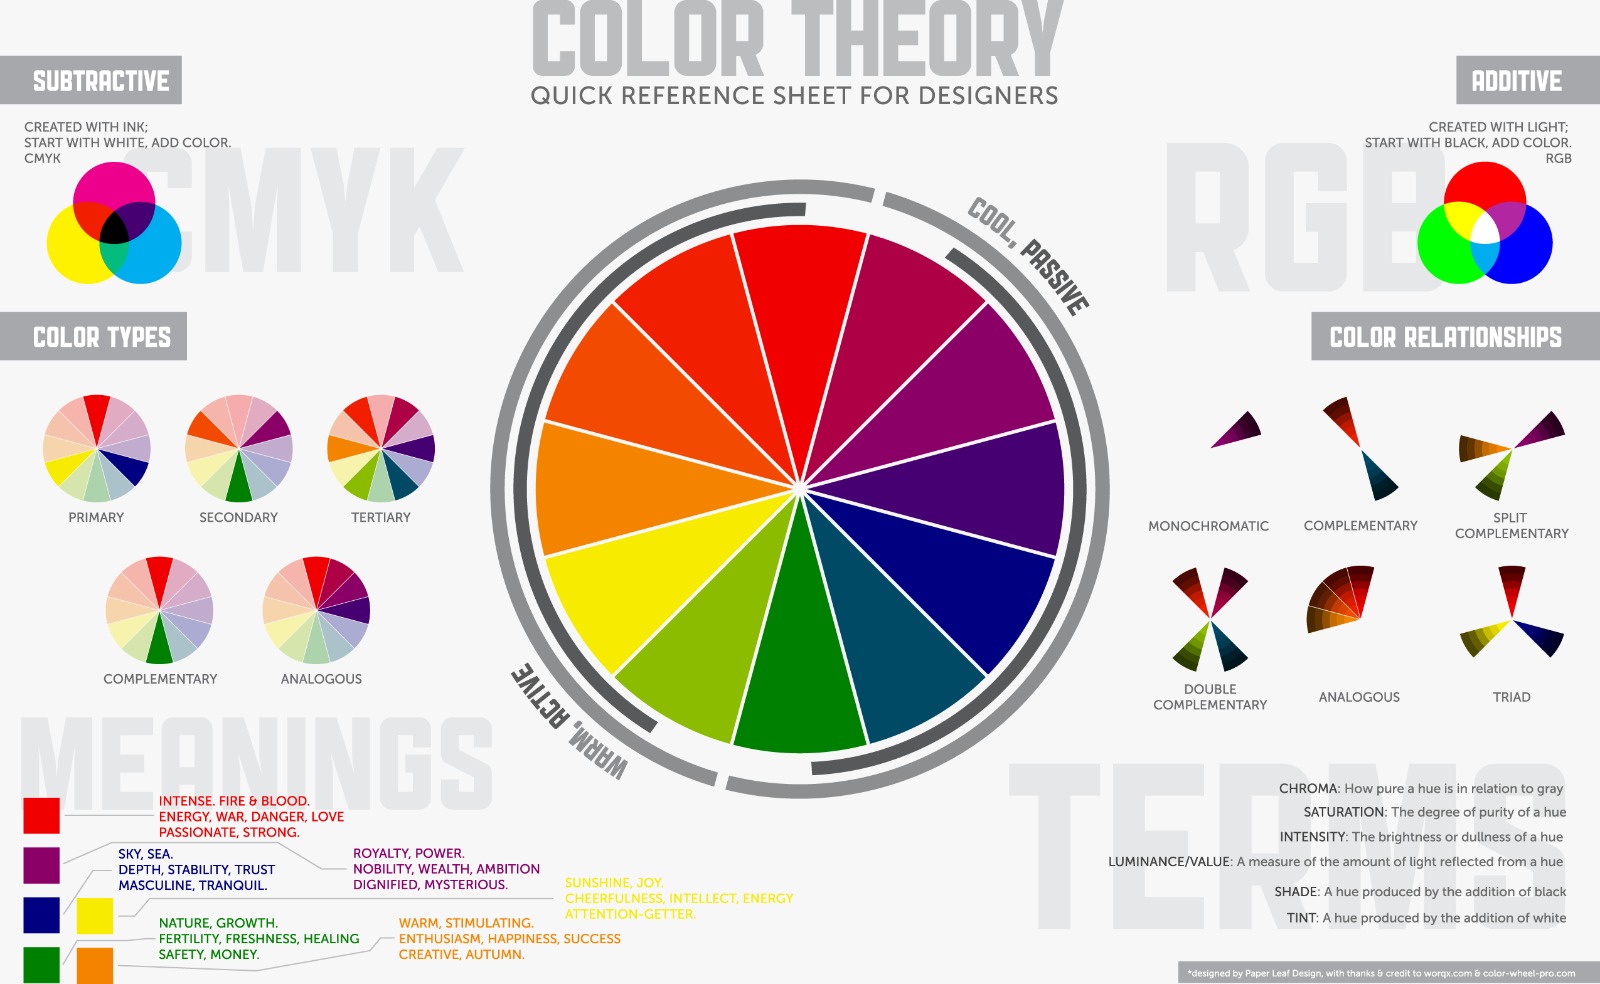 COLOR THEORY
QUICK REFERENCE SHEET FOR DESIGNERS
SUBTRACTIVE
CREATED WITH INK;
START WITH WHITE, ADD COLOR.
CMYK
CMYK
ADDITIVE
CREATED WITH LIGHT;
START WITH BLACK, ADD COLOR.
RGB
RGB
COOL, PASSIVE
WARM, ACTIVE
COLOR TYPES
PRIMARY
SECONDARY
TERTIARY
COMPLEMENTARY
ANALOGOUS
COLOR RELATIONSHIPS
MONOCHROMATIC
COMPLEMENTARY
SPLIT
COMPLEMENTARY
DOUBLE
COMPLEMENTARY
ANALOGOUS
TRIAD
MEANINGS
INTENSE. FIRE & BLOOD.
ENERGY, WAR, DANGER, LOVE
PASSIONATE, STRONG.
SKY, SEA.
DEPTH, STABILITY, TRUST
MASCULINE, TRANQUIL.
ROYALTY, POWER.
NOBILITY, WEALTH, AMBITION
DIGNIFIED, MYSTERIOUS.
SUNSHINE, JOY.
CHEERFULNESS, INTELLECT, ENERGY
ATTENTION-GETTER.
NATURE, GROWTH.
FERTILITY, FRESHNESS, HEALING
SAFETY, MONEY.
WARM, STIMULATING.
ENTHUSIASM, HAPPINESS, SUCCESS
CREATIVE, AUTUMN.
TERMS
CHROMA: How pure a hue is in relation to gray
SATURATION: The degree of purity of a hue
INTENSITY: The brightness or dullness of a hue
LUMINANCE/VALUE: A measure of the amount of light reflected from a hue
SHADE: A hue produced by the addition of black
TINT: A hue produced by the addition of white
*designed by Paper Leaf Design, with thanks & credit to worqx.com & color-wheel-pro.com